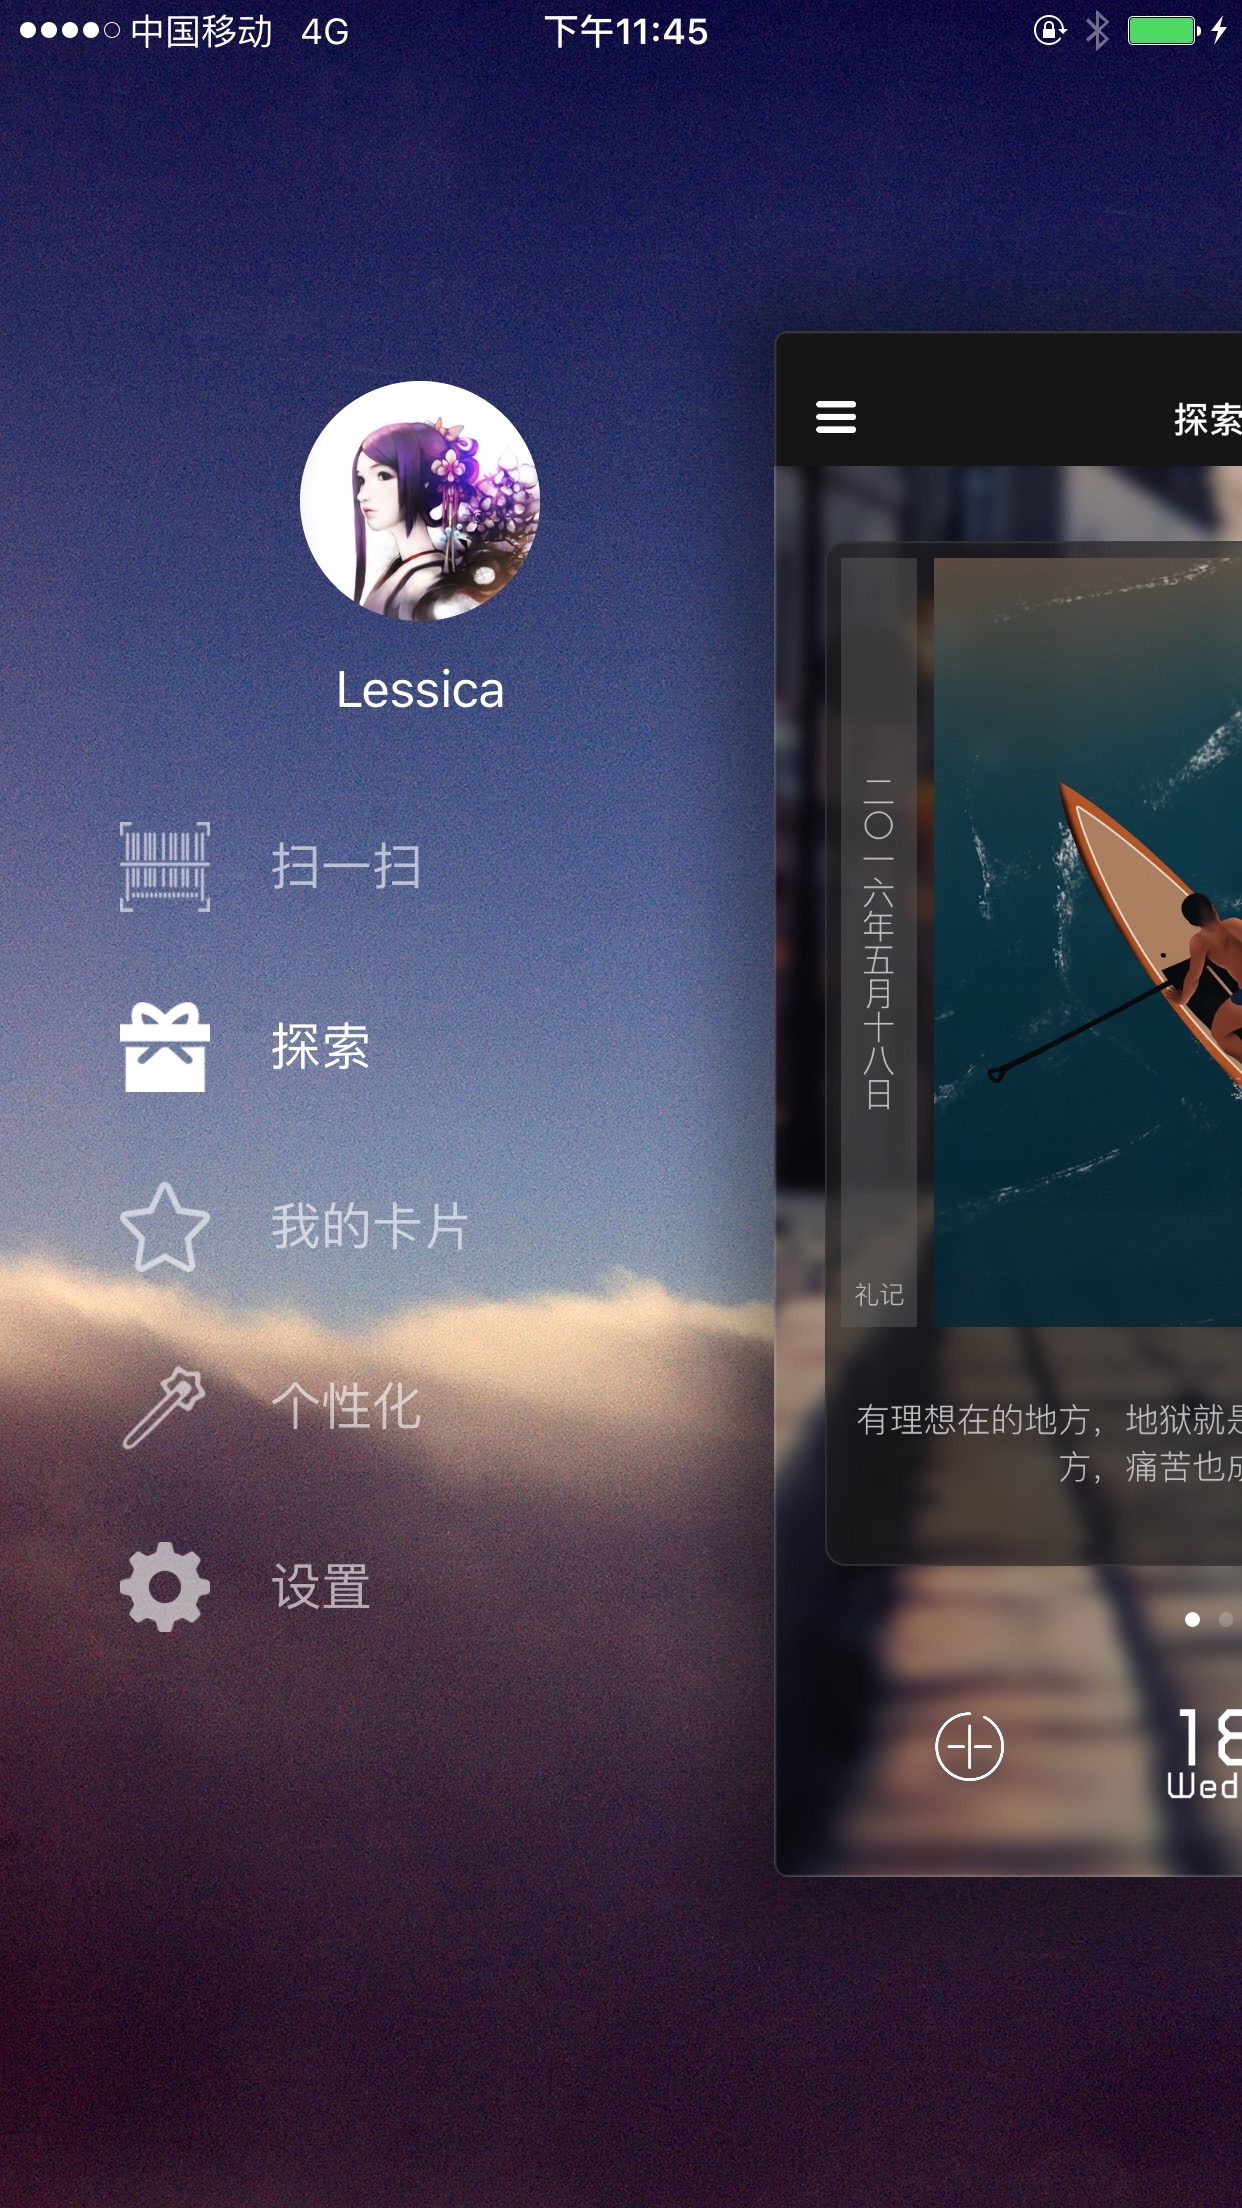 中国移动 4G 下午11:45
Lessica
扫一扫
探索
我的卡片
个性化
设置
探索
二〇一六年五月十八日
礼记
有理想在的地方，地狱就是
方，痛苦也成
18
Wed